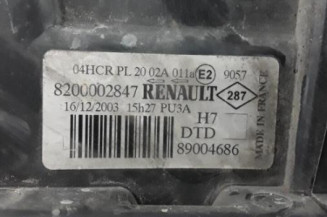 04HCR PL 20 02A 01Ia E2 9057
8200002847 RENAULT 287
16/12/2003 15h27 PU3A
H7
DTD
89004686
MADE IN FRANCE